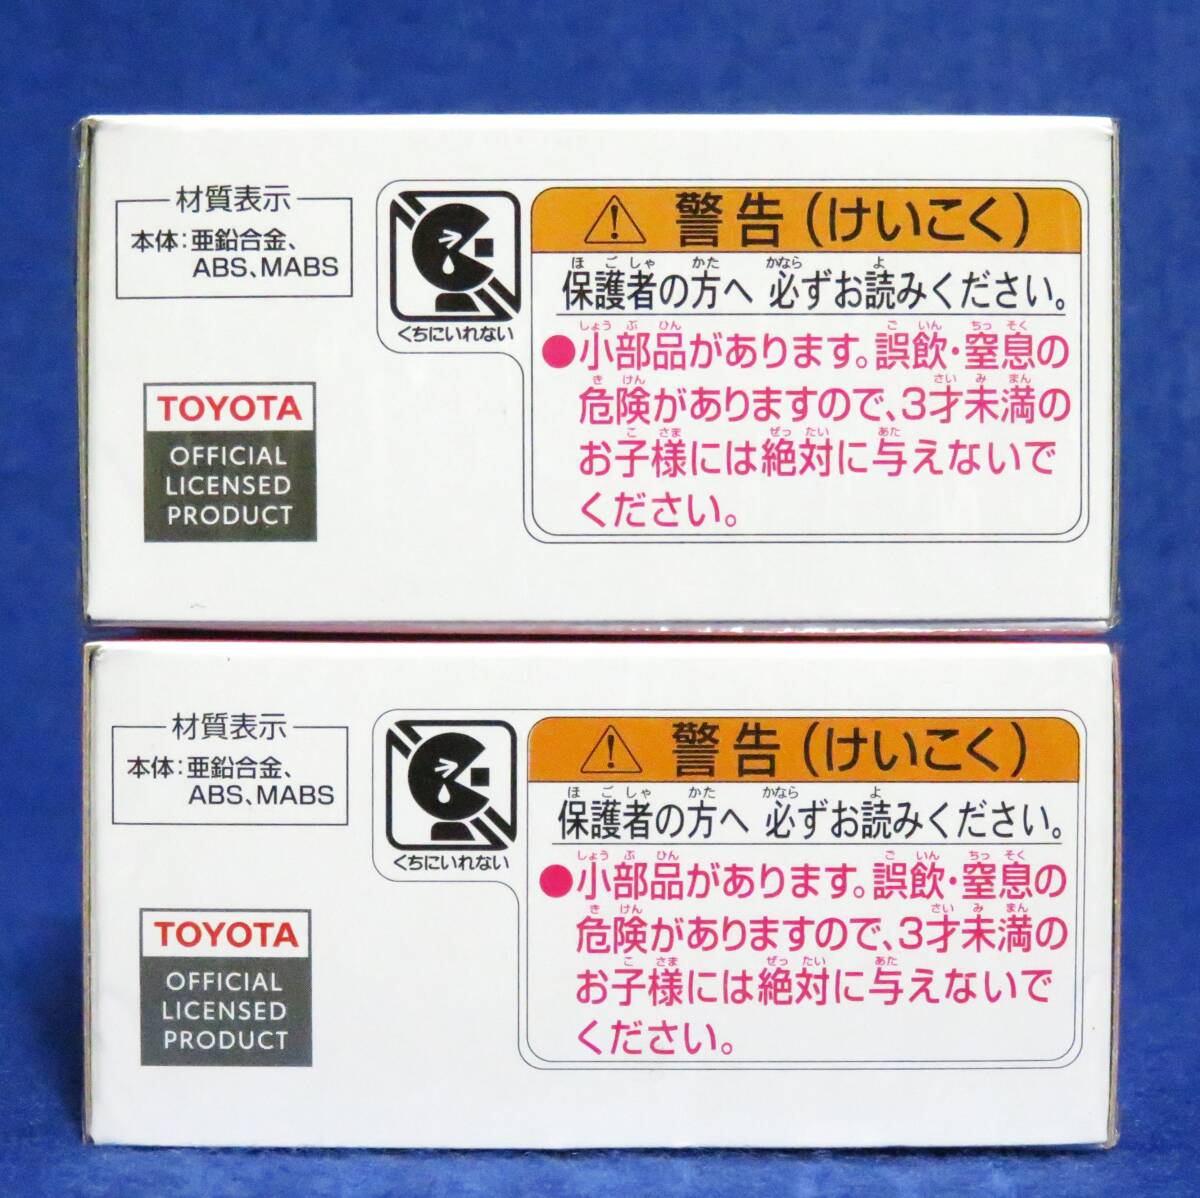 材質表示
本体：亜鉛合金、
ABS、MABS
TOYOTA
OFFICIAL
LICENSED
PRODUCT
くちにいれない
警告（けいこく）
ほごしゃ かた かなら よ
保護者の方へ 必ずお読みください。
しょうぶひん ごいん ちっそく
●小部品があります。誤飲・窒息の
きけん さいみまん
危険がありますので、3才未満の
こさま ぜったい あた
お子様には絶対に与えないで
ください。
材質表示
本体：亜鉛合金、
ABS、MABS
TOYOTA
OFFICIAL
LICENSED
PRODUCT
くちにいれない
警告（けいこく）
ほごしゃ かた かなら よ
保護者の方へ 必ずお読みください。
しょうぶひん ごいん ちっそく
●小部品があります。誤飲・窒息の
きけん さいみまん
危険がありますので、3才未満の
こさま ぜったい あた
お子様には絶対に与えないで
ください。